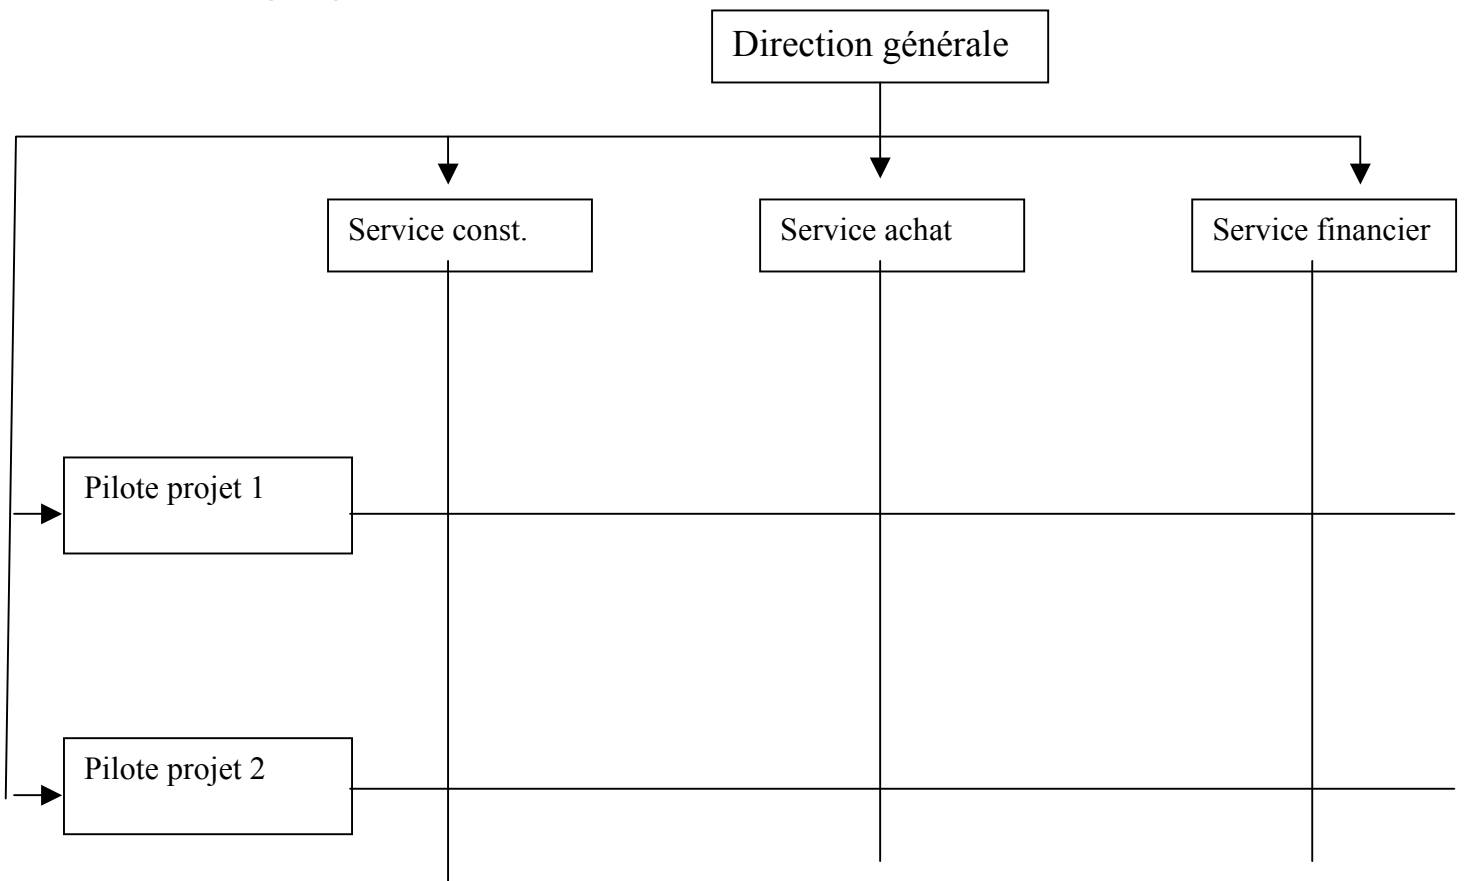 Direction générale
Service const.
Service achat
Service financier
Pilote projet 1
Pilote projet 2